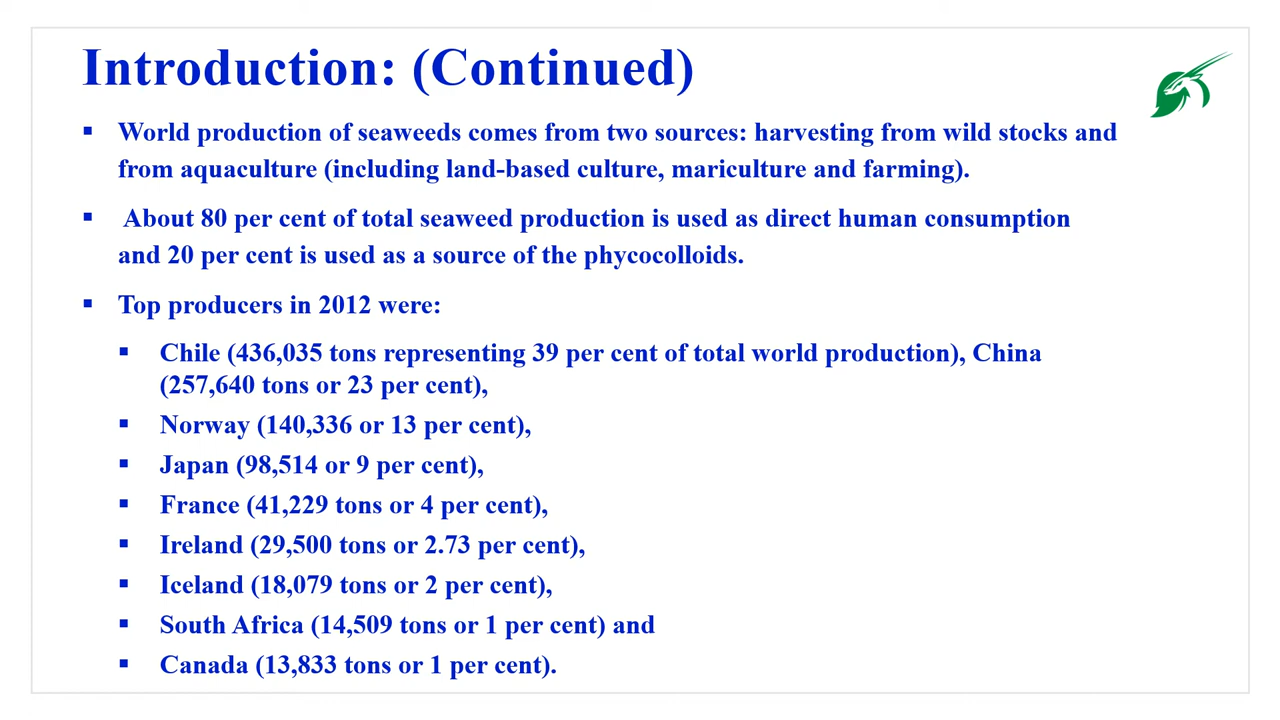 Introduction: (Continued)
▪ World production of seaweeds comes from two sources: harvesting from wild stocks and
from aquaculture (including land-based culture, mariculture and farming).
▪ About 80 per cent of total seaweed production is used as direct human consumption
and 20 per cent is used as a source of the phycocolloids.
▪ Top producers in 2012 were:
▪ Chile (436,035 tons representing 39 per cent of total world production), China
(257,640 tons or 23 per cent),
▪ Norway (140,336 or 13 per cent),
▪ Japan (98,514 or 9 per cent),
▪ France (41,229 tons or 4 per cent),
▪ Ireland (29,500 tons or 2.73 per cent),
▪ Iceland (18,079 tons or 2 per cent),
▪ South Africa (14,509 tons or 1 per cent) and
▪ Canada (13,833 tons or 1 per cent).